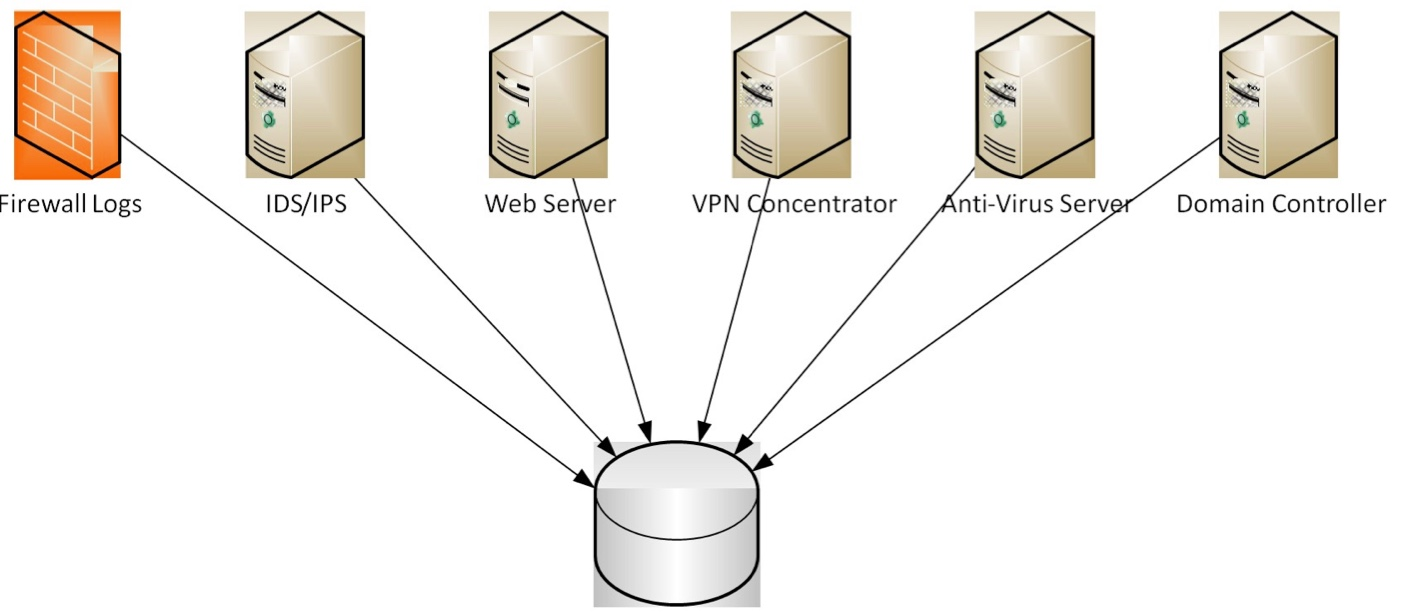 Firewall Logs
IDS/IPS
Web Server
VPN Concentrator
Anti-Virus Server
Domain Controller